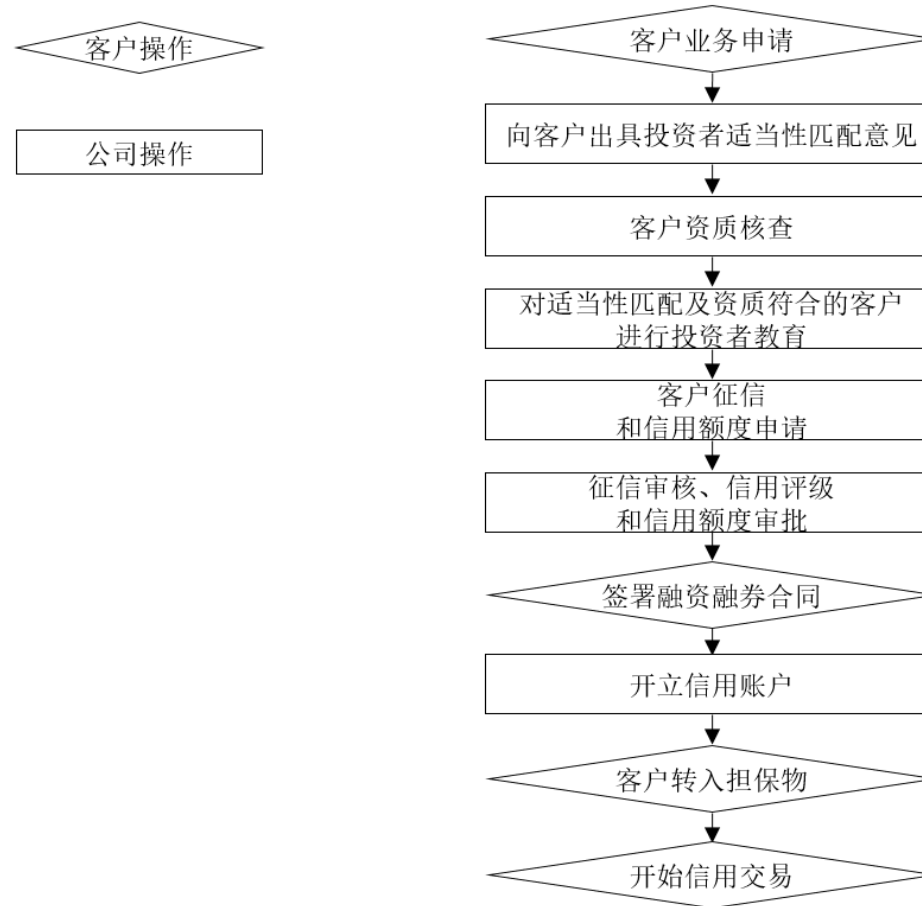 客户操作
公司操作
客户业务申请
向客户出具投资者适当性匹配意见
客户资质核查
对适当性匹配及资质符合的客户
进行投资者教育
客户征信
和信用额度申请
征信审核、信用评级
和信用额度审批
签署融资融券合同
开立信用账户
客户转入担保物
开始信用交易